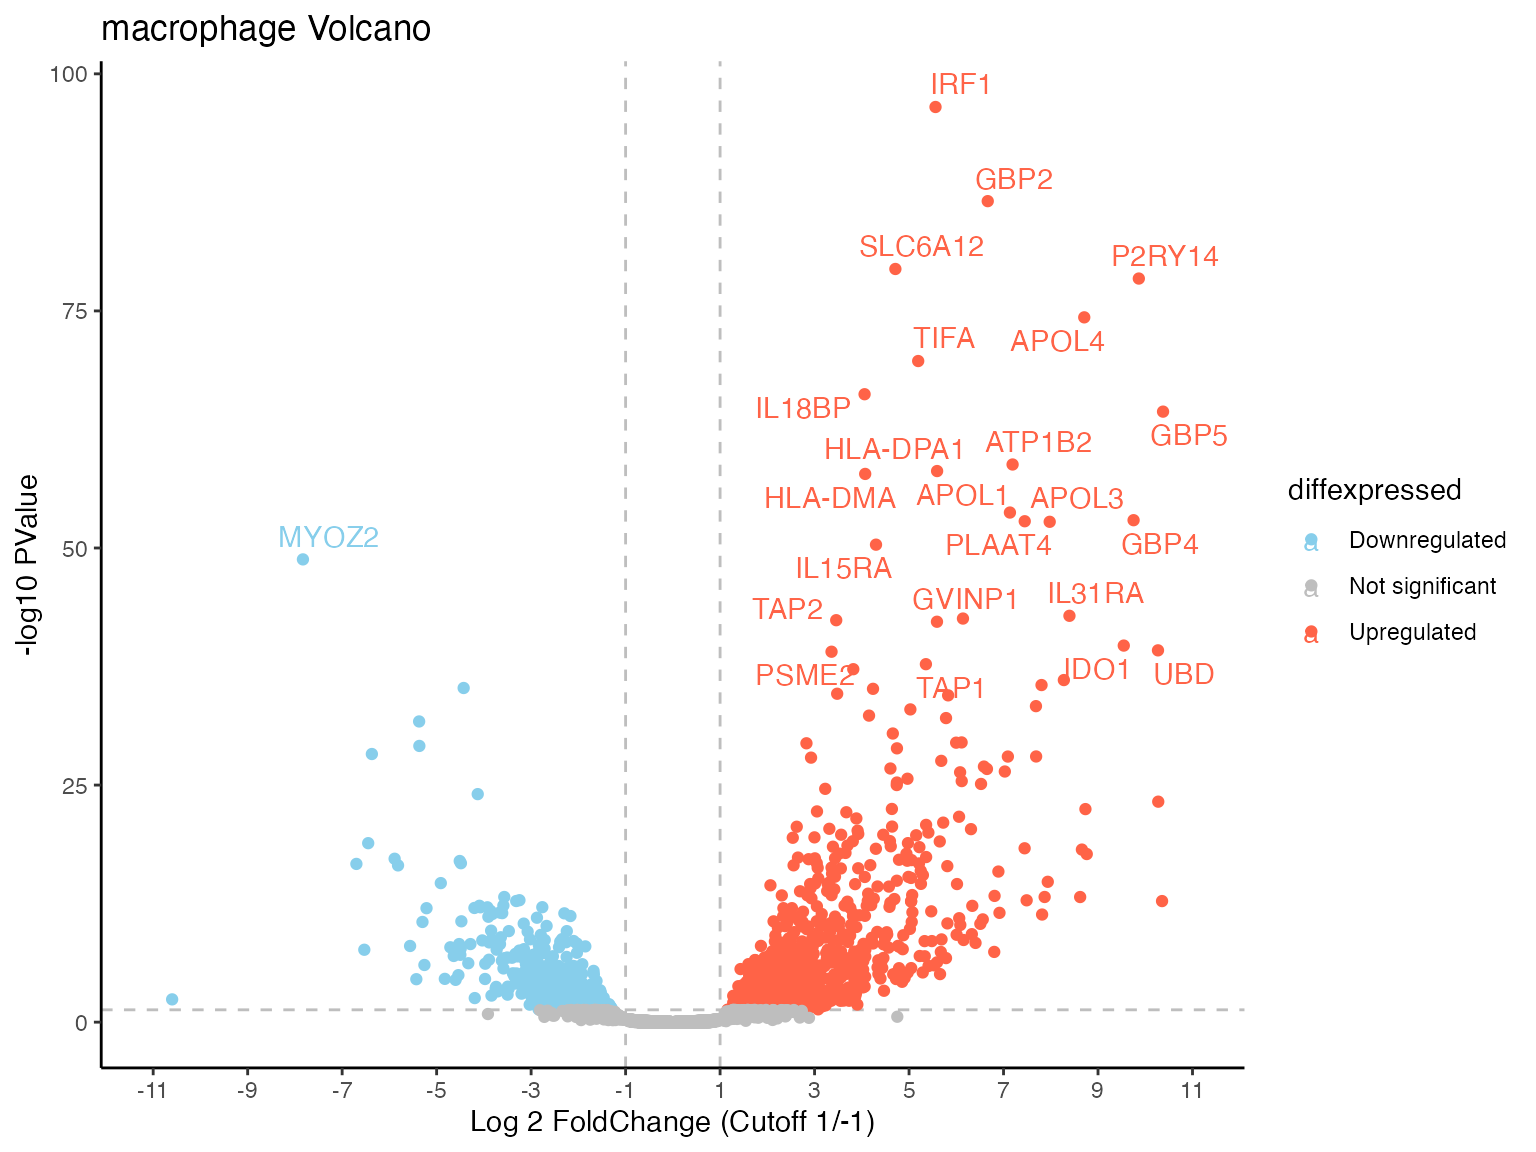 macrophage Volcano
100
75
50
25
0
-log10 PValue
IRF1
GBP2
SLC6A12
P2RY14
TIFA
APOL4
IL18BP
GBP5
HLA-DPA1
ATP1B2
HLA-DMA
APOL1
APOL3
MYOZ2
PLAAT4
GBP4
IL15RA
TAP2
GVINP1
IL31RA
PSME2
TAP1
IDO1
UBD
-11
-9
-7
-5
-3
-1
1
3
5
7
9
11
Log 2 FoldChange (Cutoff 1/-1)
diffexpressed
a Downregulated
a Not significant
a Upregulated